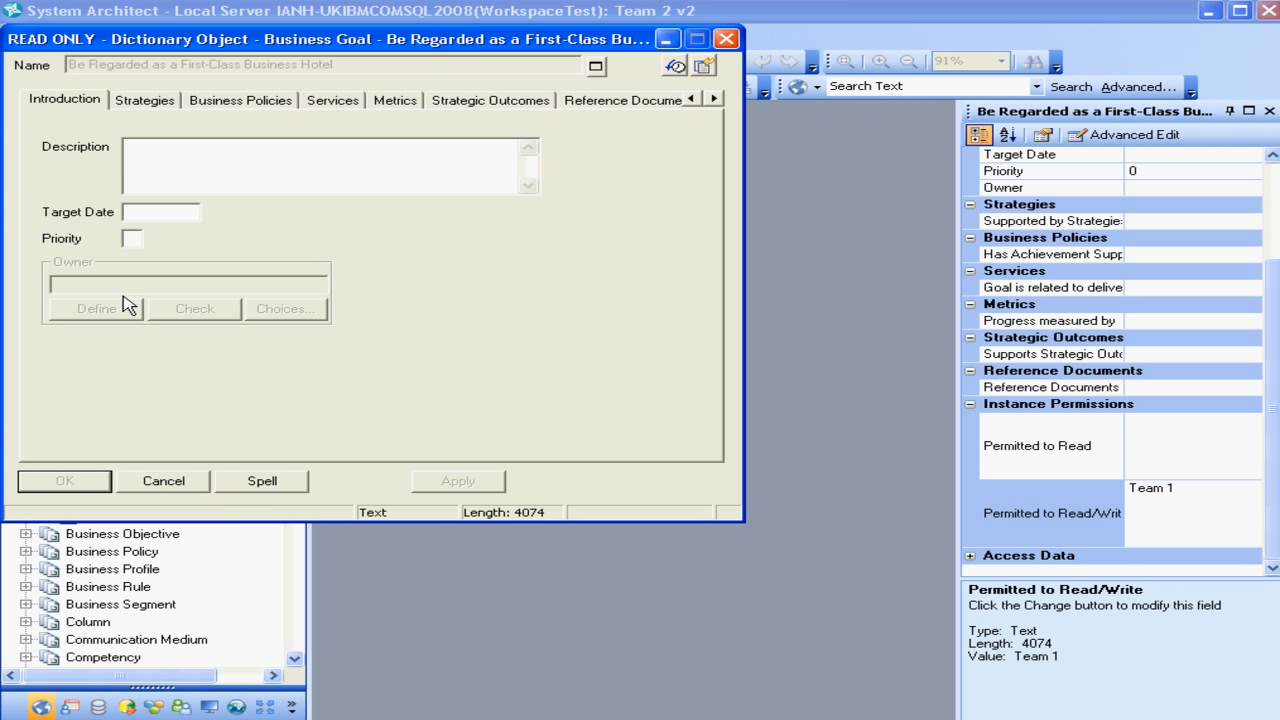 System Architect - Local Server IANH-UKIBMCOMSQL2008(WorkspaceTest): Team 2 v2
READ ONLY - Dictionary Object - Business Goal - Be Regarded as a First-Class Bu...
Name Be Regarded as a First-Class Business Hotel
Introduction Strategies Business Policies Services Metrics Strategic Outcomes Reference Docume
Description
Target Date
Priority
Owner
Define Check Choices...
OK Cancel Spell Apply
Text Length: 4074
Business Objective
Business Policy
Business Profile
Business Rule
Business Segment
Column
Communication Medium
Competency
91%
Search Text Search Advanced...
Be Regarded as a First-Class Bu...
Advanced Edit
Target Date
Priority 0
Owner
Strategies
Supported by Strategie:
Business Policies
Has Achievement Supp
Services
Goal is related to delive
Metrics
Progress measured by
Strategic Outcomes
Supports Strategic Outc
Reference Documents
Reference Documents
Instance Permissions
Permitted to Read
Team 1
Permitted to Read/Writ
Access Data
Permitted to Read/Write
Click the Change button to modify this field
Type: Text
Length: 4074
Value: Team 1